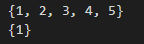 {1, 2, 3, 4, 5}
{1}